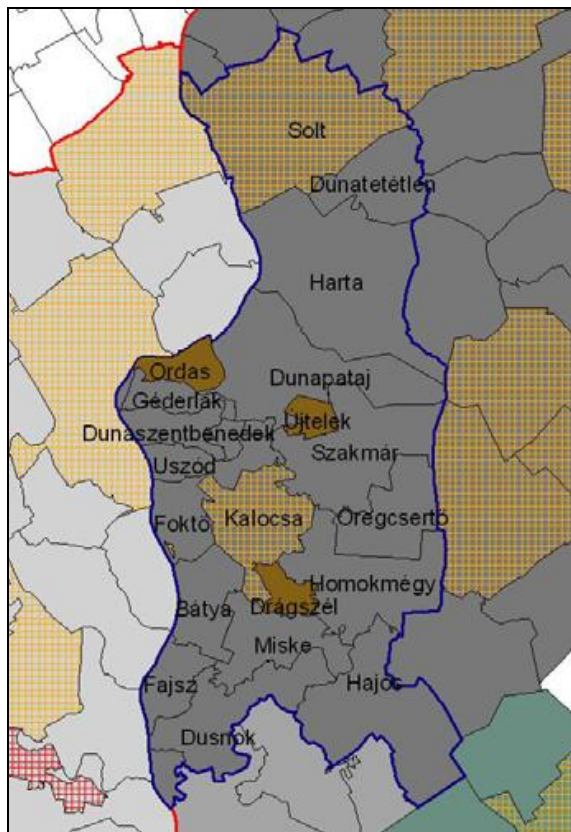 Solt
Dunatetétlen
Harta
Ordas
Dunapataj
Géderlak
Újtelek
Dunaszentbenedek
Szakmár
Uszód
Foktő
Kalocsa
Öregcsertő
Homokmégy
Bátya
Drágszél
Miske
Fajsz
Hajós
Dusnok